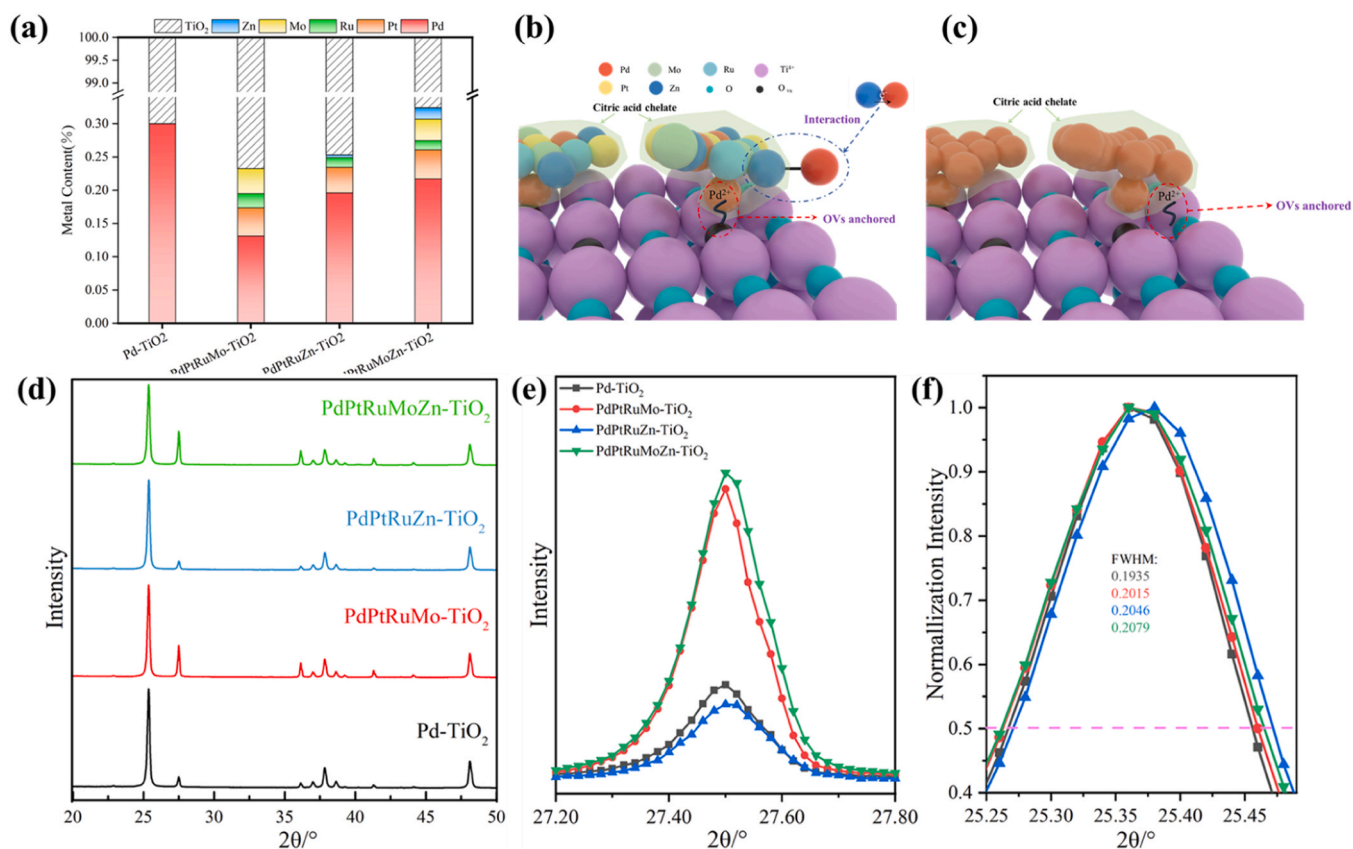 (a)
TiO2 Zn Mo Ru Pt Pd
Metal Content(%)
100.0
99.5
99.0
0.30
0.25
0.20
0.15
0.10
0.05
0.00
Pd-TiO2
PdPtRuMo-TiO2
PdPtRuZn-TiO2
dPtRuMoZn-TiO2
(b)
Pd Mo Ru Ti4+
Pt Zn O
Citric acid chelate
Interaction
Pd2+
OVs anchored
(c)
Citric acid chelate
Pd2+
OVs anchored
(d)
PdPtRuMoZn-TiO2
PdPtRuZn-TiO2
PdPtRuMo-TiO2
Pd-TiO2
Intensity
20 25 30 35 40 45 50
2θ/°
(e)
Pd-TiO2
PdPtRuMo-TiO2
PdPtRuZn-TiO2
PdPtRuMoZn-TiO2
Intensity
27.20 27.40 27.60 27.80
2θ/°
(f)
Normallization Intensity
1.0
0.9
0.8
0.7
0.6
0.5
0.4
FWHM:
0.1935
0.2015
0.2046
0.2079
25.25 25.30 25.35 25.40 25.45
2θ/°